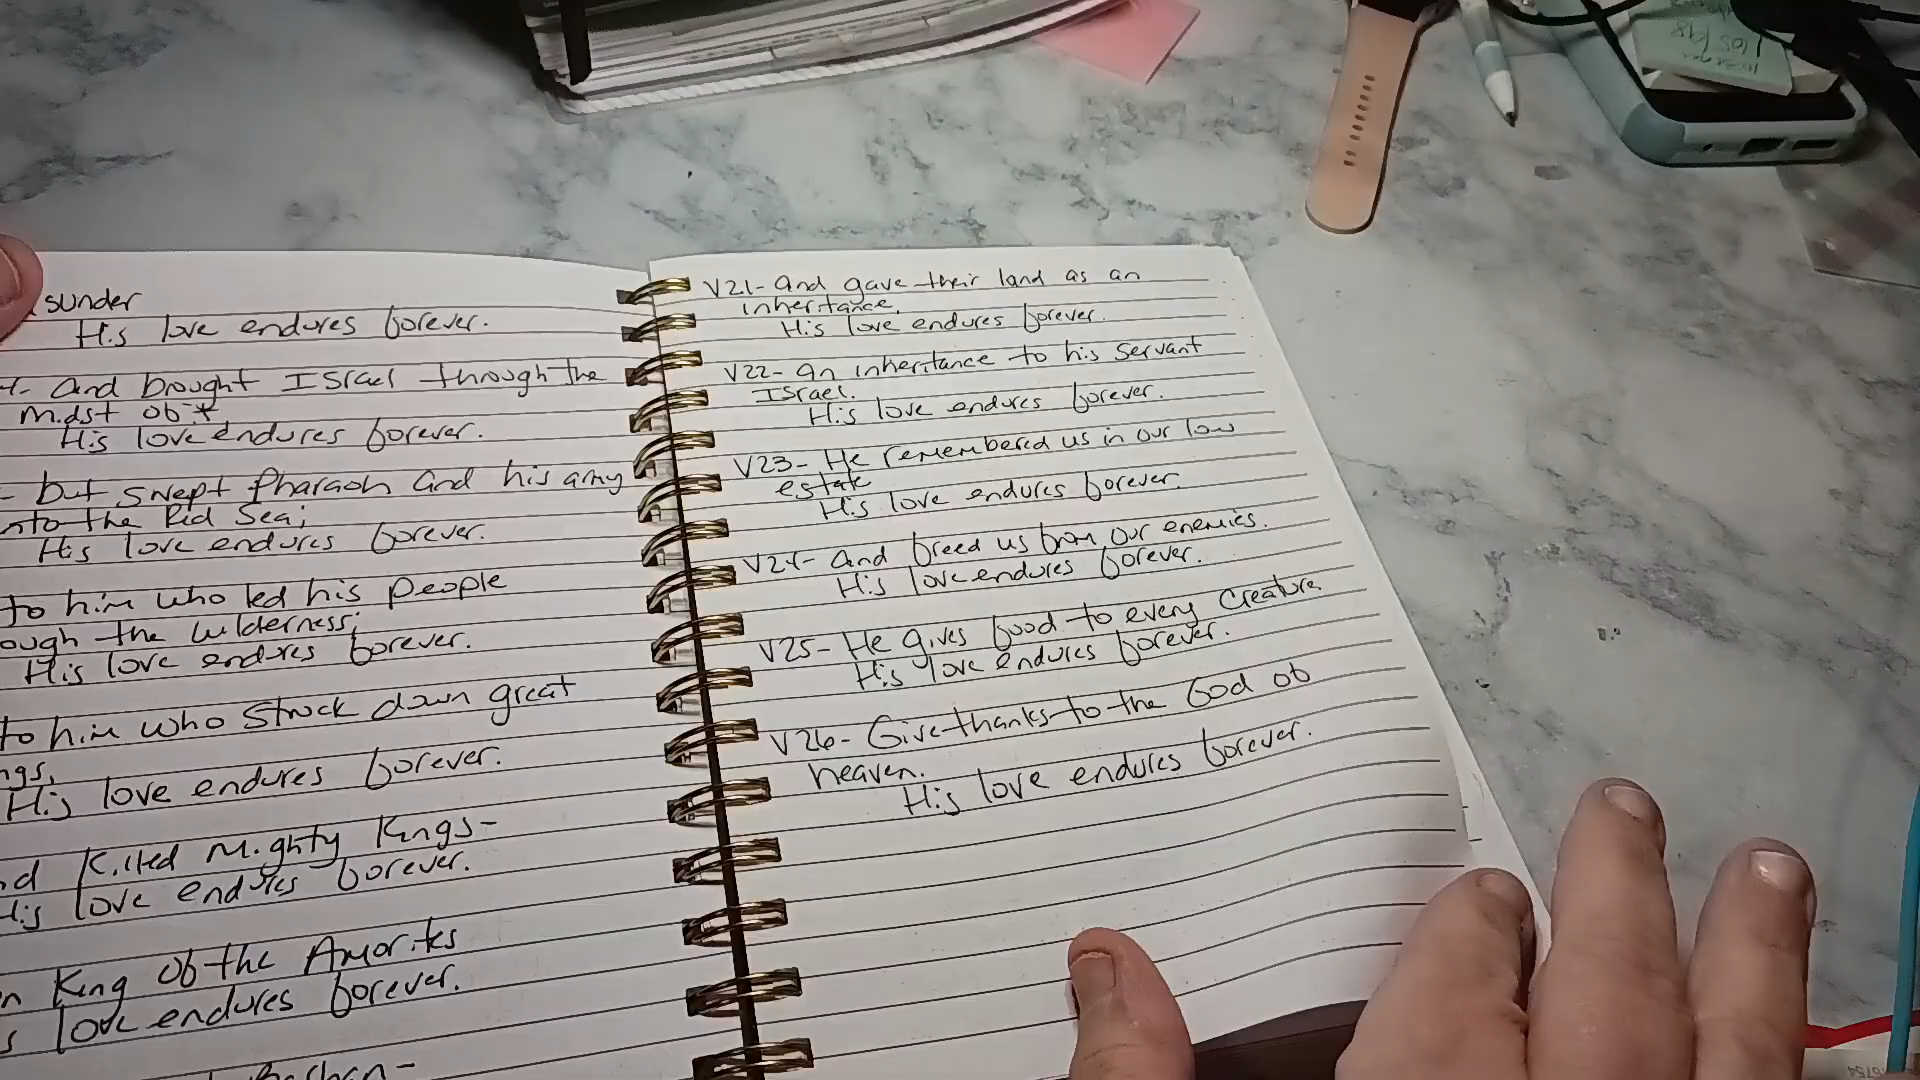 sunder
His love endures forever.
4- And bought Israel through the
midst of it
His love endures forever.
- but swept Pharaoh and his army
into the Red Sea;
His love endures forever.
to him who led his people
ough the wilderness;
His love endures forever.
to him who struck down great
ngs,
His love endures forever.
nd killed mighty kings-
His love endures forever.
n King of the Amorites
s love endures forever.
Bashan-
V21- And gave their land as an
inheritance.
His love endures forever.
V22- An inheritance to his servant
Israel.
His love endures forever.
V23- He remembered us in our low
estate
His love endures forever.
V24- And freed us from our enemies.
His love endures forever.
V25- He gives food to every creature.
His love endures forever.
V26- Give thanks to the God of
heaven.
His love endures forever.